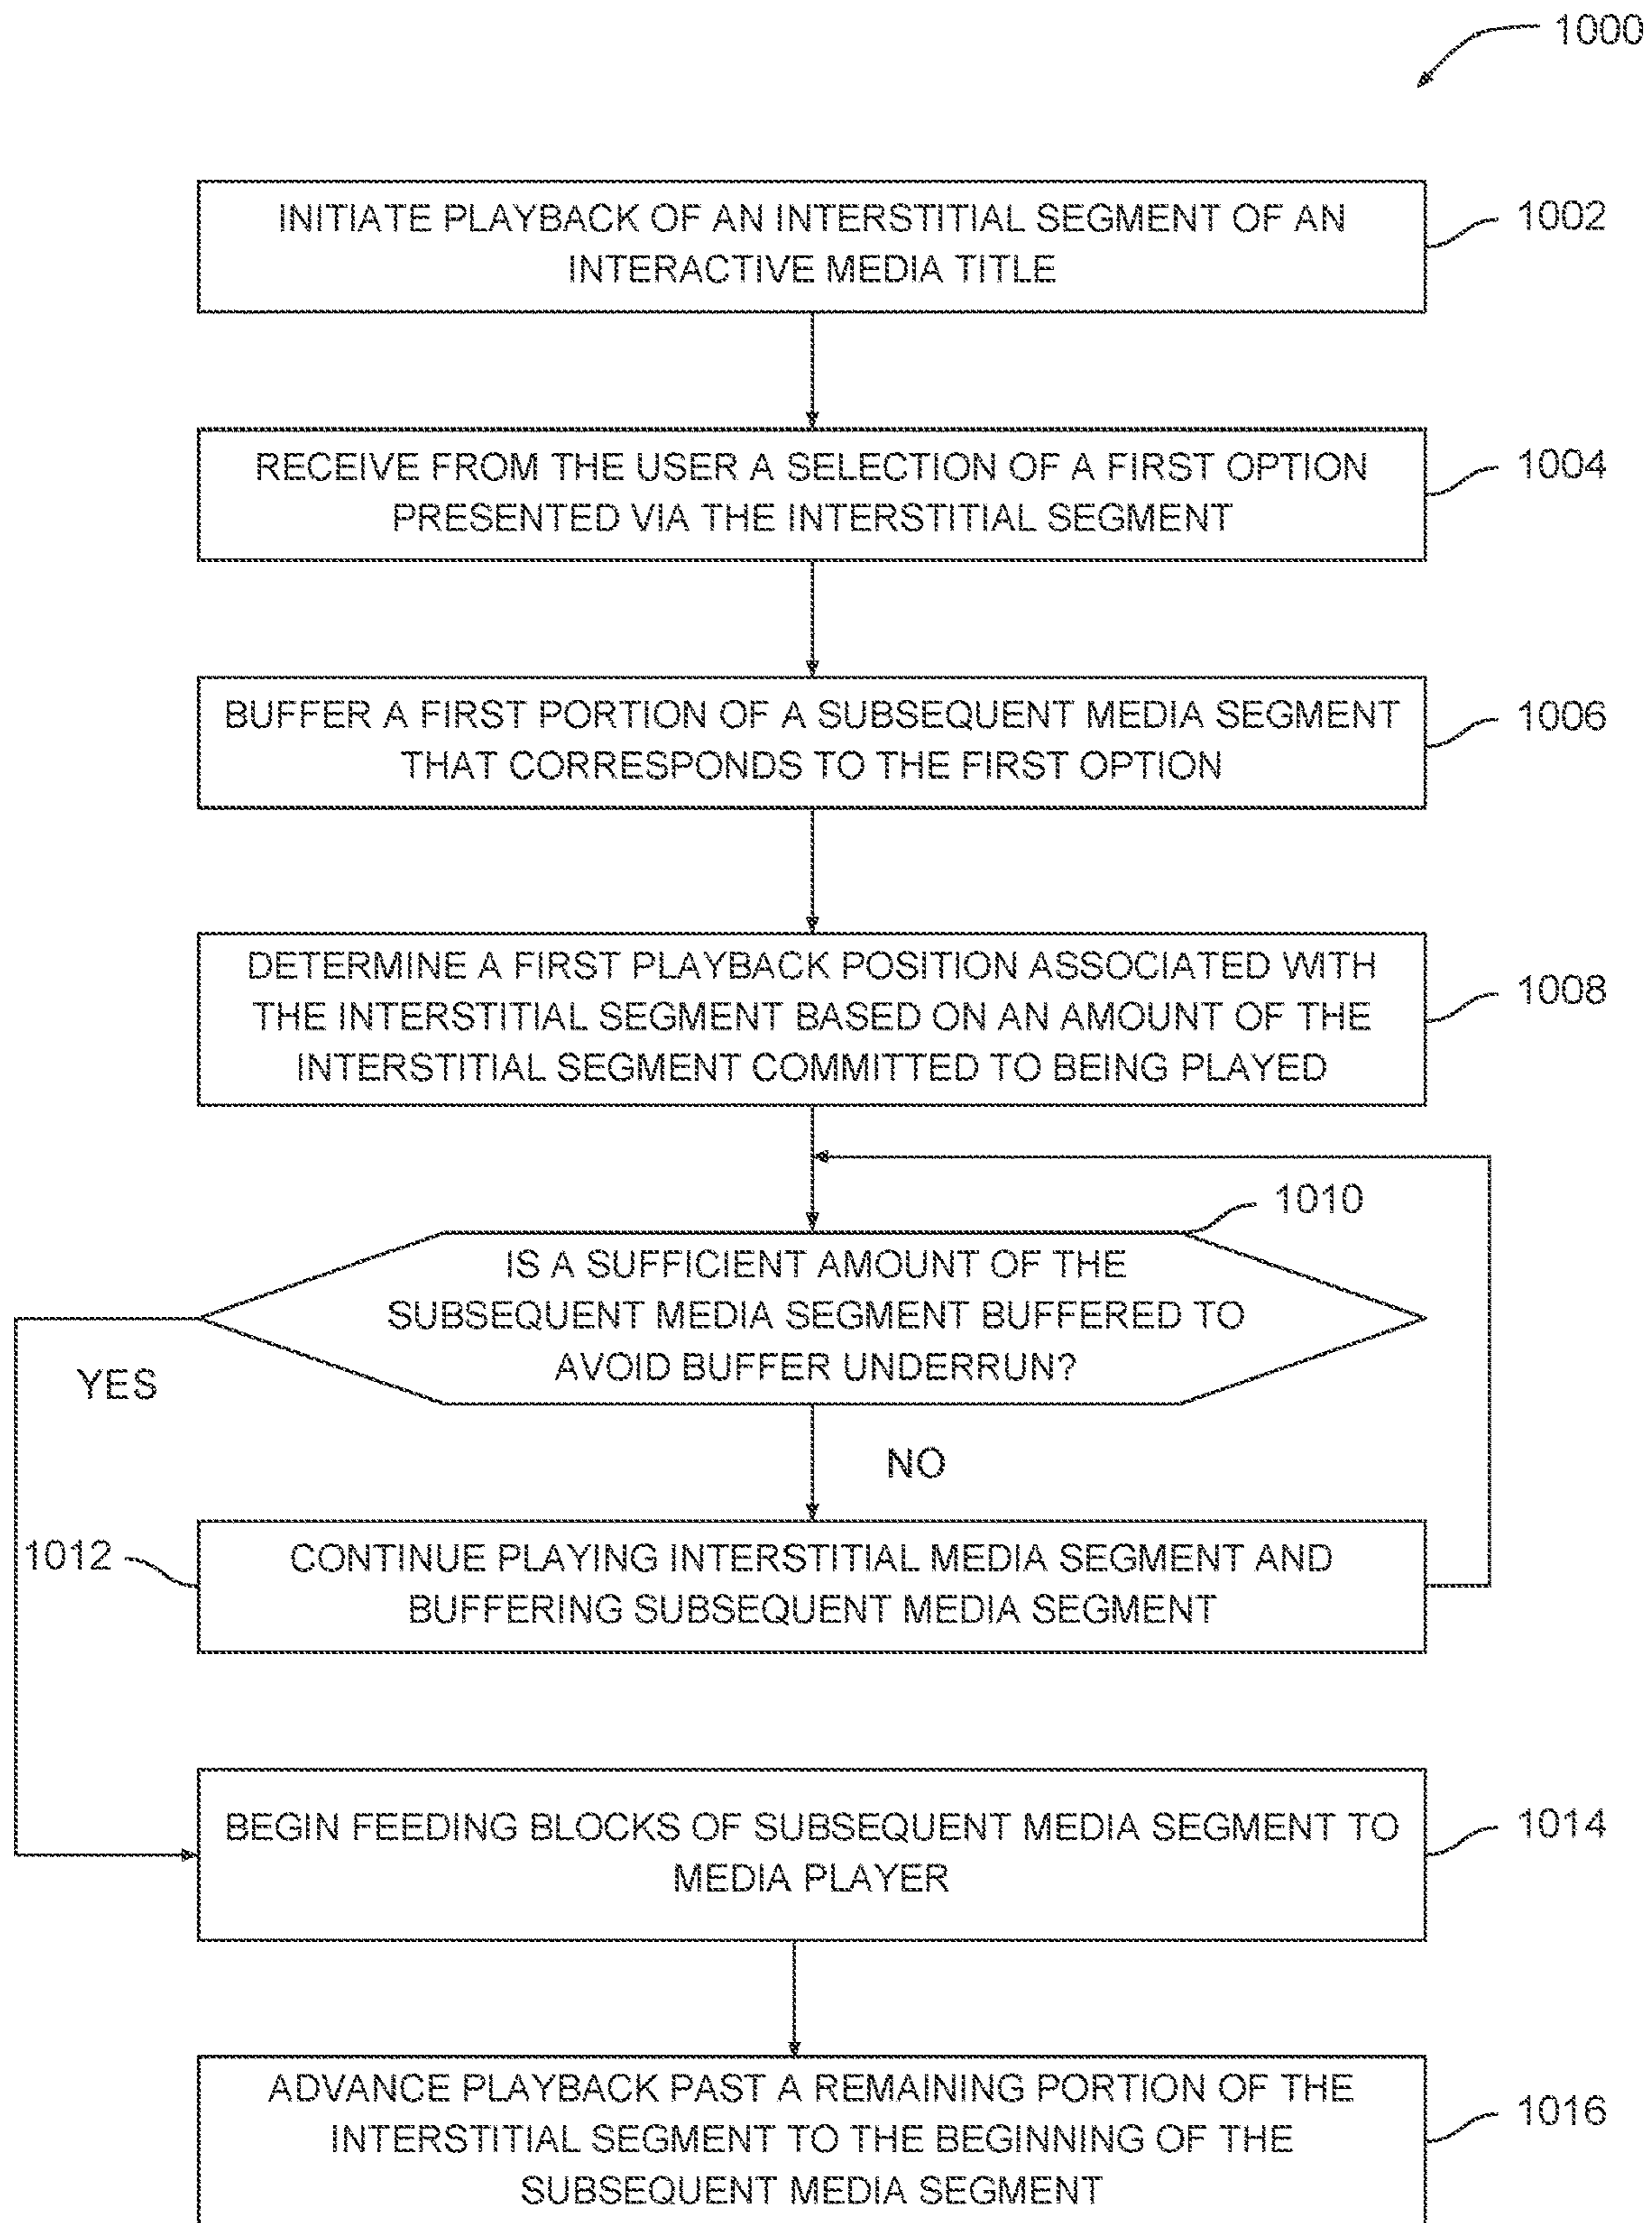 1000
INITIATE PLAYBACK OF AN INTERSTITIAL SEGMENT OF AN
INTERACTIVE MEDIA TITLE
1002
RECEIVE FROM THE USER A SELECTION OF A FIRST OPTION
PRESENTED VIA THE INTERSTITIAL SEGMENT
1004
BUFFER A FIRST PORTION OF A SUBSEQUENT MEDIA SEGMENT
THAT CORRESPONDS TO THE FIRST OPTION
1006
DETERMINE A FIRST PLAYBACK POSITION ASSOCIATED WITH
THE INTERSTITIAL SEGMENT BASED ON AN AMOUNT OF THE
INTERSTITIAL SEGMENT COMMITTED TO BEING PLAYED
1008
1010
IS A SUFFICIENT AMOUNT OF THE
SUBSEQUENT MEDIA SEGMENT BUFFERED TO
AVOID BUFFER UNDERRUN?
YES
NO
1012
CONTINUE PLAYING INTERSTITIAL MEDIA SEGMENT AND
BUFFERING SUBSEQUENT MEDIA SEGMENT
BEGIN FEEDING BLOCKS OF SUBSEQUENT MEDIA SEGMENT TO
MEDIA PLAYER
1014
ADVANCE PLAYBACK PAST A REMAINING PORTION OF THE
INTERSTITIAL SEGMENT TO THE BEGINNING OF THE
SUBSEQUENT MEDIA SEGMENT
1016